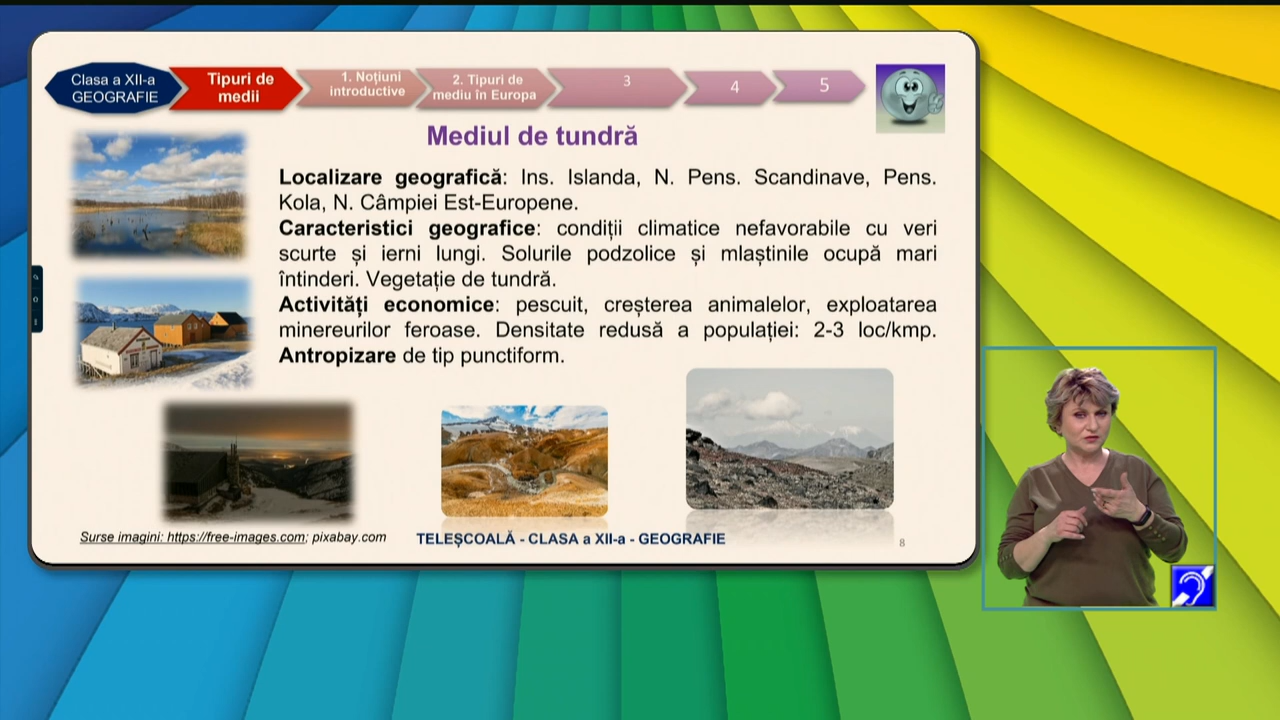 Clasa a XII-a
GEOGRAFIE
Tipuri de
medii
1. Noțiuni
introductive
2. Tipuri de
mediu în Europa
3
4
5
Mediul de tundră
Localizare geografică: Ins. Islanda, N. Pens. Scandinave, Pens.
Kola, N. Câmpiei Est-Europene.
Caracteristici geografice: condiții climatice nefavorabile cu veri
scurte și ierni lungi. Solurile podzolice și mlaștinile ocupă mari
întinderi. Vegetație de tundră.
Activități economice: pescuit, creșterea animalelor, exploatarea
minereurilor feroase. Densitate redusă a populației: 2-3 loc/kmp.
Antropizare de tip punctiform.
Surse imagini: https://free-images.com; pixabay.com
TELEȘCOALĂ - CLASA a XII-a - GEOGRAFIE
8